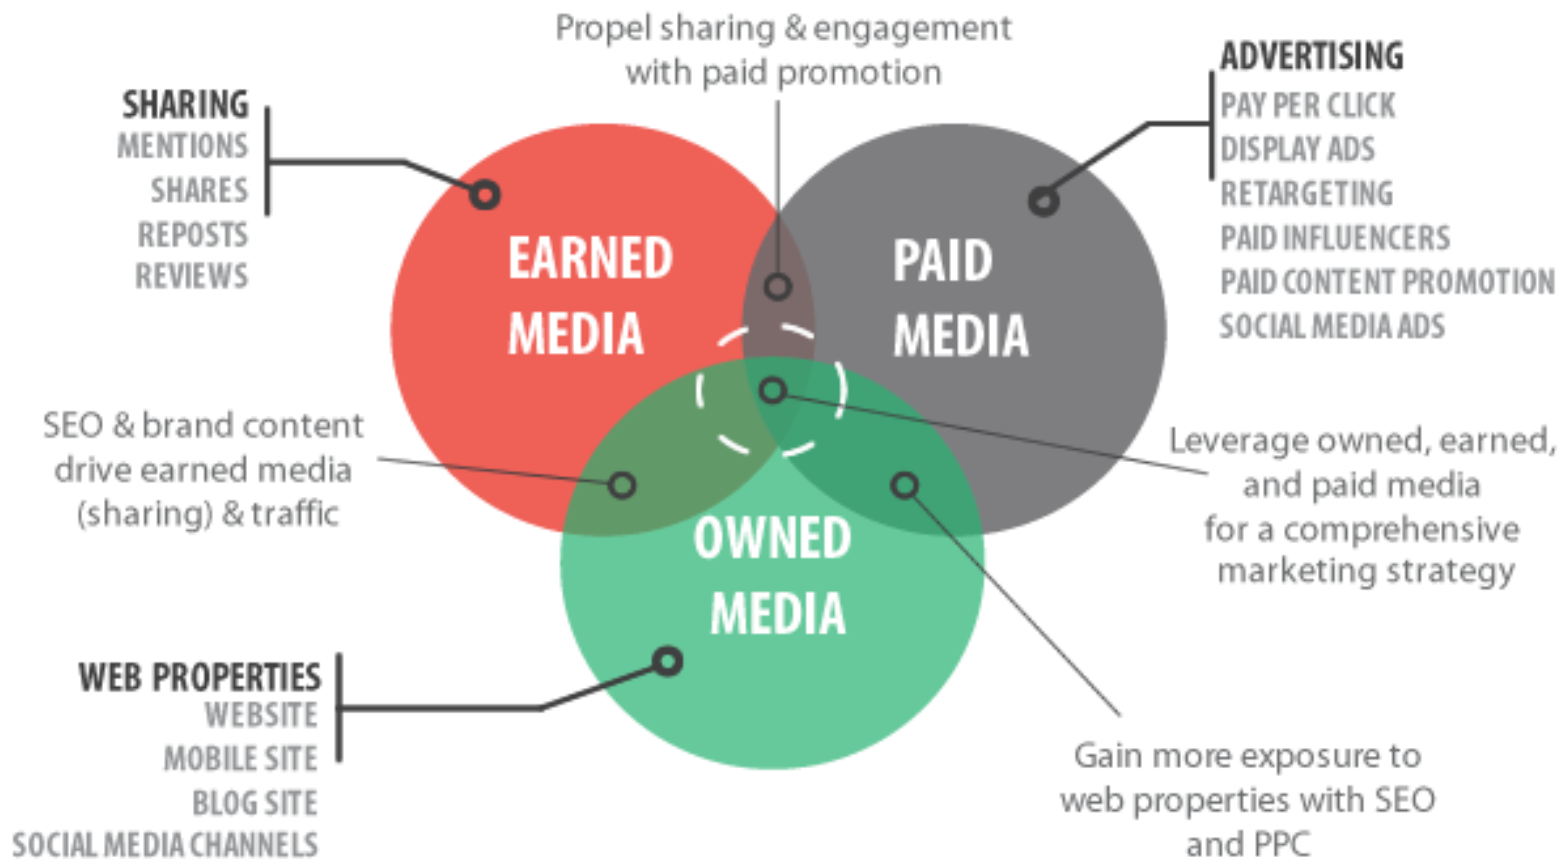 Propel sharing & engagement
with paid promotion
SHARING
MENTIONS
SHARES
REPOSTS
REVIEWS
ADVERTISING
PAY PER CLICK
DISPLAY ADS
RETARGETING
PAID INFLUENCERS
PAID CONTENT PROMOTION
SOCIAL MEDIA ADS
EARNED
MEDIA
PAID
MEDIA
SEO & brand content
drive earned media
(sharing) & traffic
Leverage owned, earned,
and paid media
for a comprehensive
marketing strategy
OWNED
MEDIA
WEB PROPERTIES
WEBSITE
MOBILE SITE
BLOG SITE
SOCIAL MEDIA CHANNELS
Gain more exposure to
web properties with SEO
and PPC